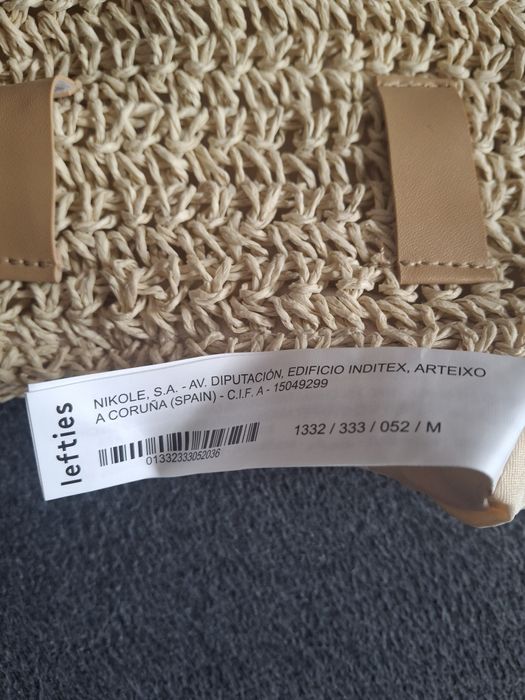 lefties
NIKOLE, S.A. - AV. DIPUTACIÓN, EDIFICIO INDITEX, ARTEIXO
A CORUÑA (SPAIN) - C.I.F. A - 15049299
1332 / 333 / 052 / M
01332333052036